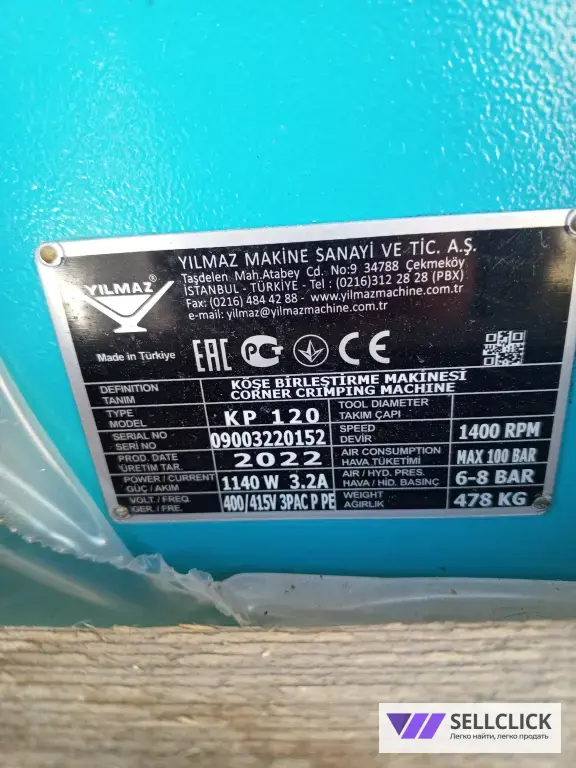 YILMAZ MAKİNE SANAYİ VE TİC. A.Ş.
Taşdelen Mah.Atabey Cd. No:9 34788 Çekmeköy
İSTANBUL - TÜRKİYE - Tel : (0216)312 28 28 (PBX)
Fax: (0216) 484 42 88 - www.yilmazmachine.com.tr
e-mail: yilmaz@yilmazmachine.com.tr
YILMAZ®
Made in Türkiye
EAC PG CE
DEFINITION KÖŞE BİRLEŞTİRME MAKİNESİ
TANIM CORNER CRIMPING MACHINE
TYPE KP 120 TOOL DIAMETER
MODEL TAKIM ÇAPI
SERIAL NO 09003220152 SPEED 1400 RPM
SERİ NO DEVİR
PROD. DATE 2022 AIR CONSUMPTION MAX 100 BAR
ÜRETİM TAR. HAVA TÜKETİMİ
POWER / CURRENT 1140 W 3.2A AIR / HYD. PRES. 6-8 BAR
GÜÇ / AKIM HAVA / HİD. BASINÇ
VOLT. / FREQ. 400/415V 3PAC P PE WEIGHT 478 KG
GER. / FRE. AĞIRLIK
SELLCLICK
Легко найти, легко продать